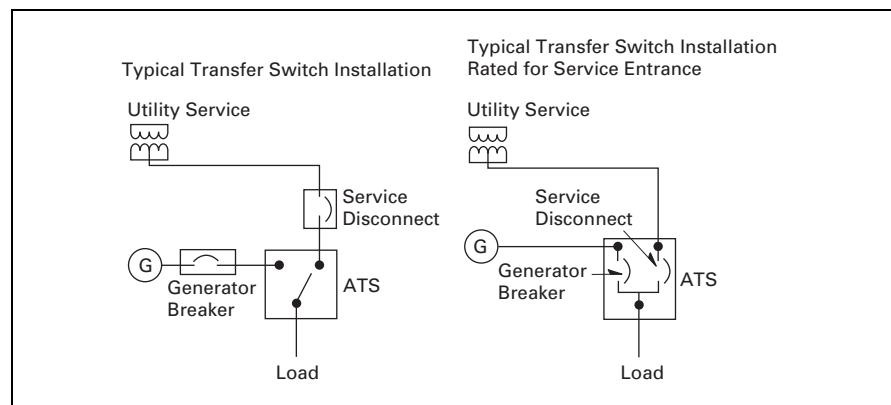 Typical Transfer Switch Installation
Utility Service
Service
Disconnect
G
Generator
Breaker
ATS
Load
Typical Transfer Switch Installation
Rated for Service Entrance
Utility Service
Service
Disconnect
G
Generator
Breaker
ATS
Load